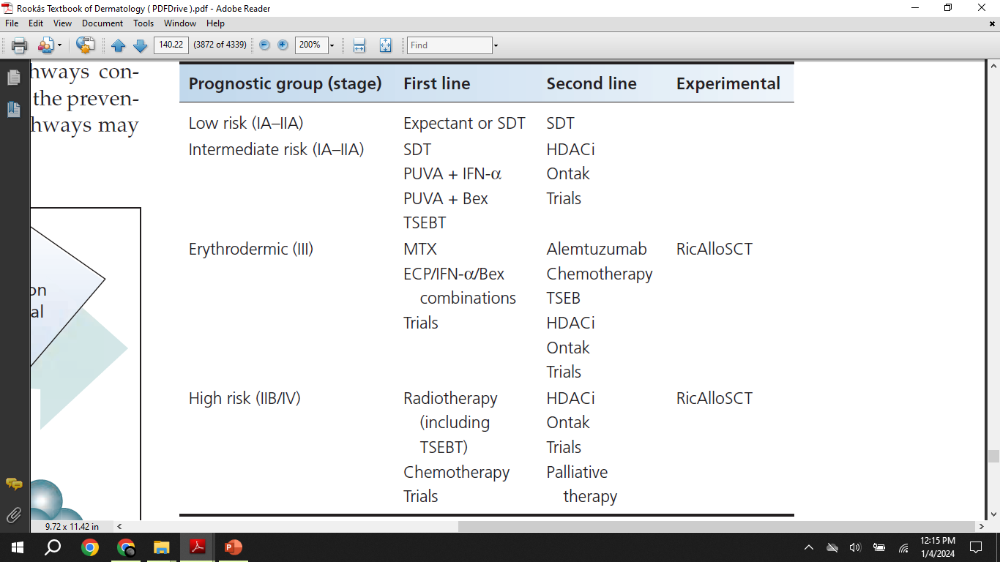 Rookås Textbook of Dermatology ( PDFDrive ).pdf - Adobe Reader
File Edit View Document Tools Window Help
140.22 (3872 of 4339) 200% Find
hways con-
the preven-
hways may
on
al
Prognostic group (stage) First line Second line Experimental
Low risk (IA–IIA) Expectant or SDT SDT
Intermediate risk (IA–IIA) SDT HDACi
PUVA + IFN-α Ontak
PUVA + Bex Trials
TSEBT
Erythrodermic (III) MTX Alemtuzumab RicAlloSCT
ECP/IFN-α/Bex Chemotherapy
combinations TSEB
Trials HDACi
Ontak
Trials
High risk (IIB/IV) Radiotherapy HDACi RicAlloSCT
(including Ontak
TSEBT) Trials
Chemotherapy Palliative
Trials therapy
9.72 x 11.42 in
12:15 PM
1/4/2024